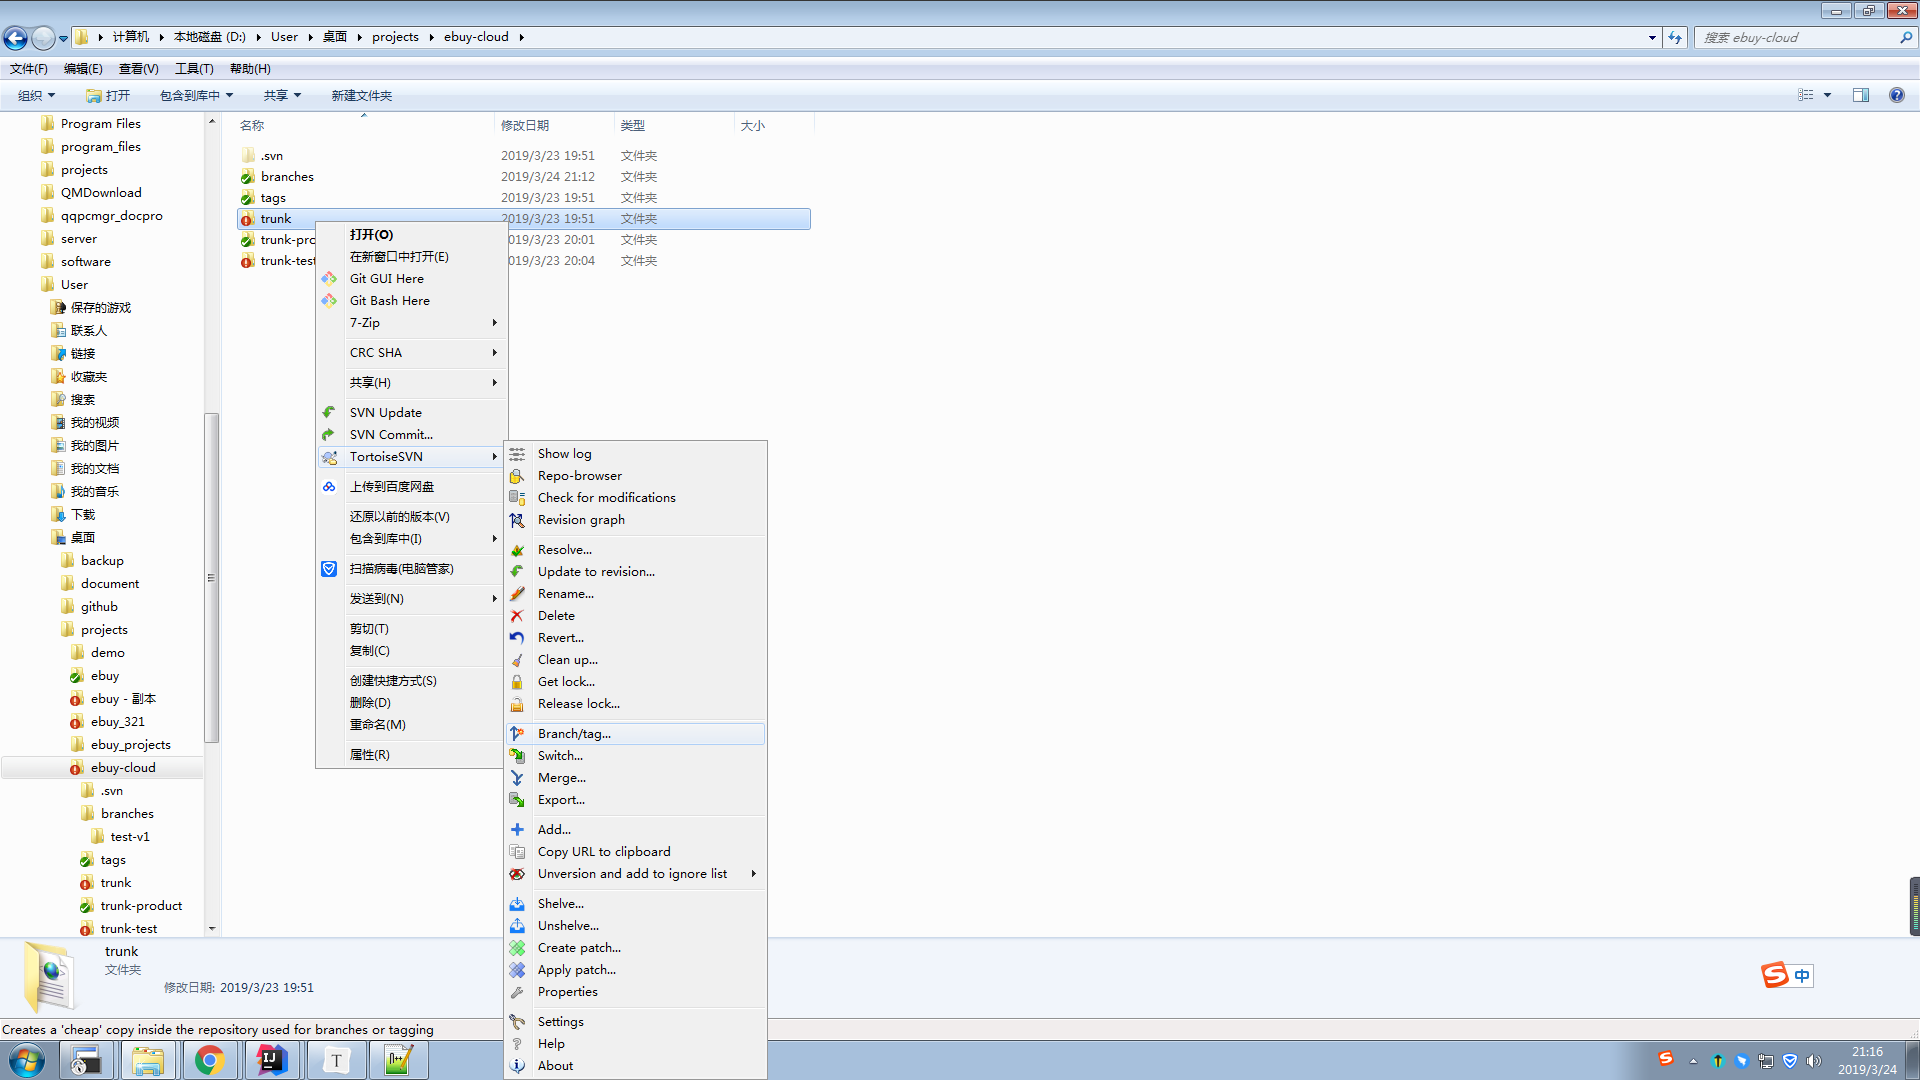 计算机 本地磁盘 (D:) User 桌面 projects ebuy-cloud
搜索 ebuy-cloud
文件(F) 编辑(E) 查看(V) 工具(T) 帮助(H)
组织 打开 包含到库中 共享 新建文件夹
名称 修改日期 类型 大小
Program Files
program_files
projects
QMDownload
qqpcmgr_docpro
server
software
User
保存的游戏
联系人
链接
收藏夹
搜索
我的视频
我的图片
我的文档
我的音乐
下载
桌面
backup
document
github
projects
demo
ebuy
ebuy - 副本
ebuy_321
ebuy_projects
ebuy-cloud
.svn
branches
test-v1
tags
trunk
trunk-product
trunk-test
.svn 2019/3/23 19:51 文件夹
branches 2019/3/24 21:12 文件夹
tags 2019/3/23 19:51 文件夹
trunk 2019/3/23 19:51 文件夹
trunk-pro 2019/3/23 20:01 文件夹
trunk-test 2019/3/23 20:04 文件夹
打开(O)
在新窗口中打开(E)
Git GUI Here
Git Bash Here
7-Zip
CRC SHA
共享(H)
SVN Update
SVN Commit...
TortoiseSVN
上传到百度网盘
还原以前的版本(V)
包含到库中(I)
扫描病毒(电脑管家)
发送到(N)
剪切(T)
复制(C)
创建快捷方式(S)
删除(D)
重命名(M)
属性(R)
Show log
Repo-browser
Check for modifications
Revision graph
Resolve...
Update to revision...
Rename...
Delete
Revert...
Clean up...
Get lock...
Release lock...
Branch/tag...
Switch...
Merge...
Export...
Add...
Copy URL to clipboard
Unversion and add to ignore list
Shelve...
Unshelve...
Create patch...
Apply patch...
Properties
Settings
Help
About
trunk
文件夹
修改日期: 2019/3/23 19:51
中
Creates a 'cheap' copy inside the repository used for branches or tagging
21:16
2019/3/24